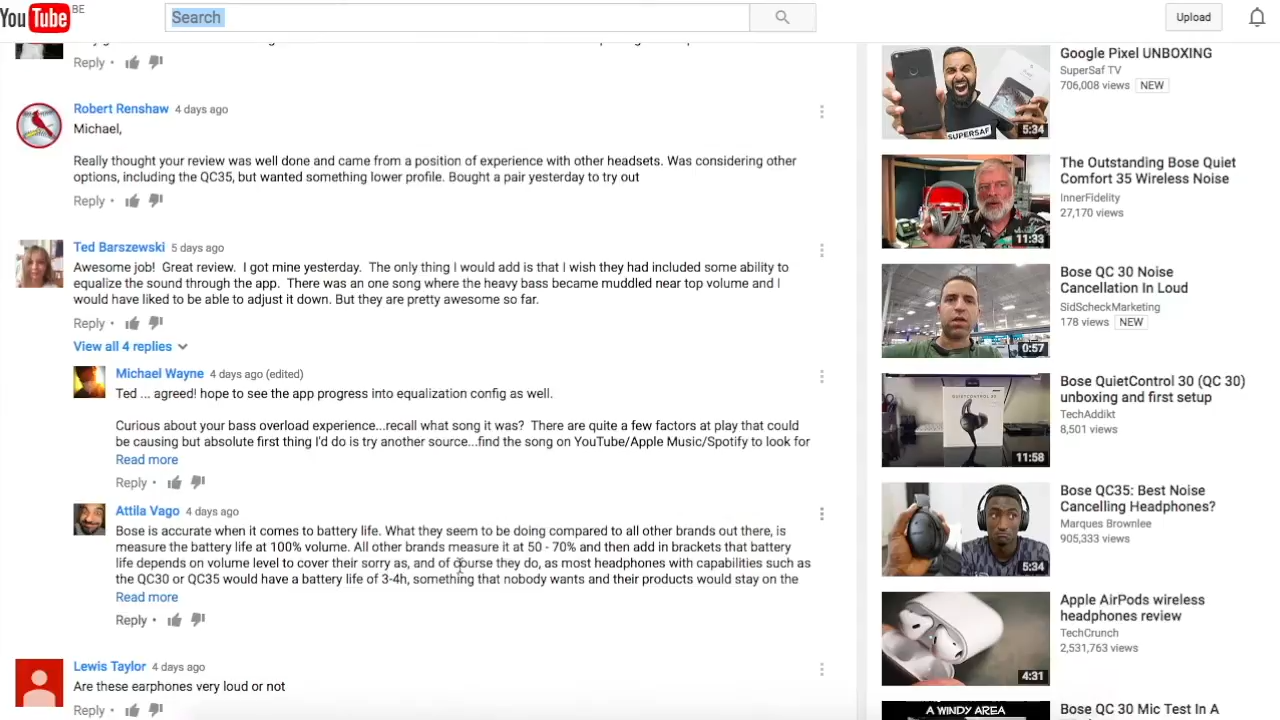 YouTube BE
Search
Upload
Reply •
Robert Renshaw 4 days ago
Michael,
Really thought your review was well done and came from a position of experience with other headsets. Was considering other
options, including the QC35, but wanted something lower profile. Bought a pair yesterday to try out
Reply •
Ted Barszewski 5 days ago
Awesome job! Great review. I got mine yesterday. The only thing I would add is that I wish they had included some ability to
equalize the sound through the app. There was an one song where the heavy bass became muddled near top volume and I
would have liked to be able to adjust it down. But they are pretty awesome so far.
Reply •
View all 4 replies
Michael Wayne 4 days ago (edited)
Ted ... agreed! hope to see the app progress into equalization config as well.
Curious about your bass overload experience...recall what song it was? There are quite a few factors at play that could
be causing but absolute first thing I'd do is try another source...find the song on YouTube/Apple Music/Spotify to look for
Read more
Reply •
Attila Vago 4 days ago
Bose is accurate when it comes to battery life. What they seem to be doing compared to all other brands out there, is
measure the battery life at 100% volume. All other brands measure it at 50 - 70% and then add in brackets that battery
life depends on volume level to cover their sorry as, and of course they do, as most headphones with capabilities such as
the QC30 or QC35 would have a battery life of 3-4h, something that nobody wants and their products would stay on the
Read more
Reply •
Lewis Taylor 4 days ago
Are these earphones very loud or not
Reply •
SUPERSAF
5:34
Google Pixel UNBOXING
SuperSaf TV
706,008 views NEW
11:33
The Outstanding Bose Quiet
Comfort 35 Wireless Noise
InnerFidelity
27,170 views
0:57
Bose QC 30 Noise
Cancellation In Loud
SidScheckMarketing
178 views NEW
QUIETCONTROL 30
11:58
Bose QuietControl 30 (QC 30)
unboxing and first setup
TechAddikt
8,501 views
5:34
Bose QC35: Best Noise
Cancelling Headphones?
Marques Brownlee
905,333 views
4:31
Apple AirPods wireless
headphones review
TechCrunch
2,531,763 views
A WINDY AREA
Bose QC 30 Mic Test In A